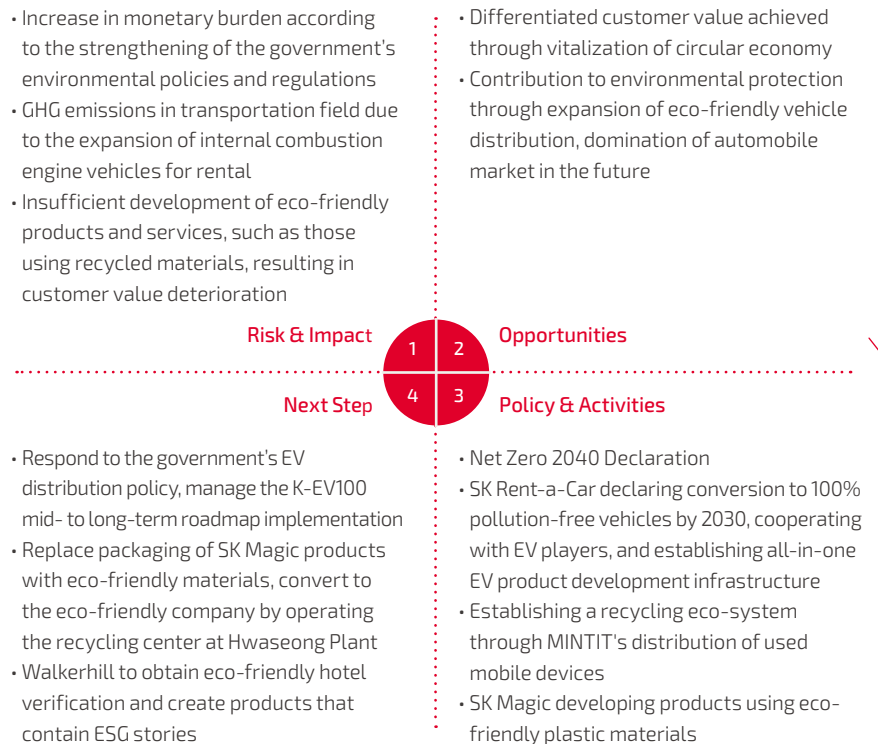 • Increase in monetary burden according
to the strengthening of the government's
environmental policies and regulations
• GHG emissions in transportation field due
to the expansion of internal combustion
engine vehicles for rental
• Insufficient development of eco-friendly
products and services, such as those
using recycled materials, resulting in
customer value deterioration
Risk & Impact
1
• Differentiated customer value achieved
through vitalization of circular economy
• Contribution to environmental protection
through expansion of eco-friendly vehicle
distribution, domination of automobile
market in the future
2
Opportunities
Next Step
4
• Respond to the government's EV
distribution policy, manage the K-EV100
mid- to long-term roadmap implementation
• Replace packaging of SK Magic products
with eco-friendly materials, convert to
the eco-friendly company by operating
the recycling center at Hwaseong Plant
• Walkerhill to obtain eco-friendly hotel
verification and create products that
contain ESG stories
3
Policy & Activities
• Net Zero 2040 Declaration
• SK Rent-a-Car declaring conversion to 100%
pollution-free vehicles by 2030, cooperating
with EV players, and establishing all-in-one
EV product development infrastructure
• Establishing a recycling eco-system
through MINTIT's distribution of used
mobile devices
• SK Magic developing products using eco-
friendly plastic materials